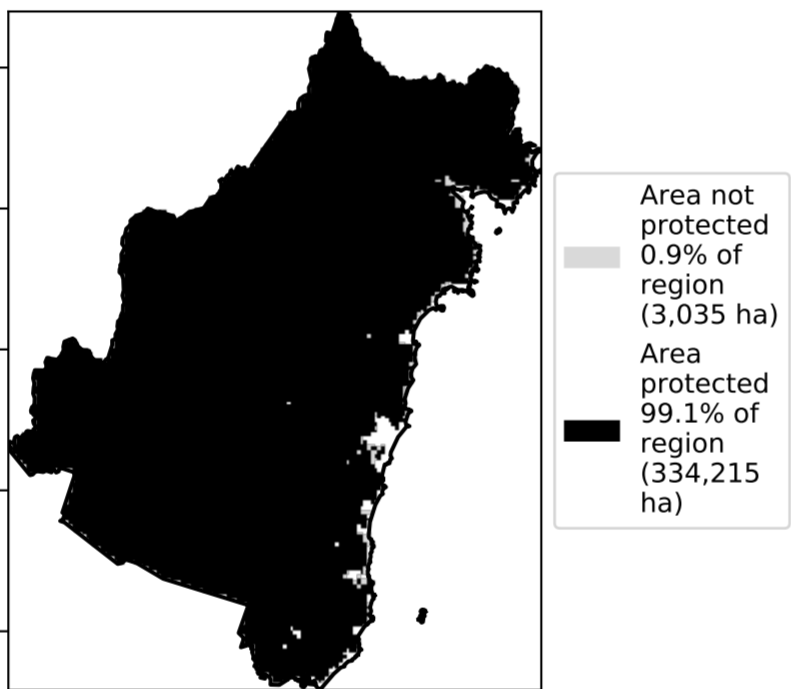 Area not
protected
0.9% of
region
(3,035 ha)
Area
protected
99.1% of
region
(334,215
ha)